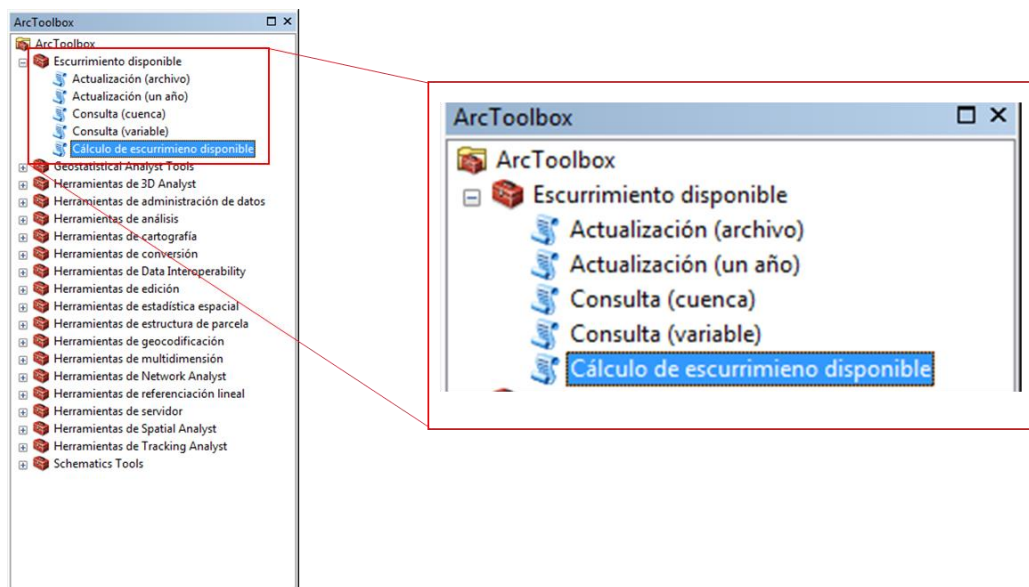 ArcToolbox
ArcToolbox
Escurrimiento disponible
Actualización (archivo)
Actualización (un año)
Consulta (cuenca)
Consulta (variable)
Cálculo de escurrimieno disponible
Geostatistical Analyst Tools
Herramientas de 3D Analyst
Herramientas de administración de datos
Herramientas de análisis
Herramientas de cartografía
Herramientas de conversión
Herramientas de Data Interoperability
Herramientas de edición
Herramientas de estadística espacial
Herramientas de estructura de parcela
Herramientas de geocodificación
Herramientas de multidimensión
Herramientas de Network Analyst
Herramientas de referenciación lineal
Herramientas de servidor
Herramientas de Spatial Analyst
Herramientas de Tracking Analyst
Schematics Tools
ArcToolbox
ArcToolbox
Escurrimiento disponible
Actualización (archivo)
Actualización (un año)
Consulta (cuenca)
Consulta (variable)
Cálculo de escurrimieno disponible